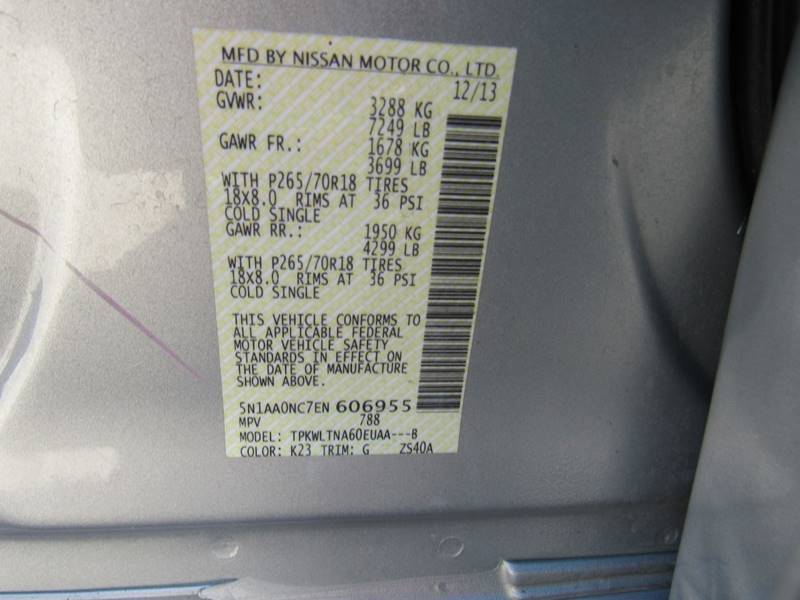 MFD BY NISSAN MOTOR CO., LTD.
DATE: 12/13
GVWR: 3288 KG
7249 LB
GAWR FR.: 1678 KG
3699 LB
WITH P265/70R18 TIRES
18X8.0 RIMS AT 36 PSI
COLD SINGLE
GAWR RR.: 1950 KG
4299 LB
WITH P265/70R18 TIRES
18X8.0 RIMS AT 36 PSI
COLD SINGLE
THIS VEHICLE CONFORMS TO
ALL APPLICABLE FEDERAL
MOTOR VEHICLE SAFETY
STANDARDS IN EFFECT ON
THE DATE OF MANUFACTURE
SHOWN ABOVE.
5N1AA0NC7EN 606955
MPV 788
MODEL: TPKWLTNA60EUAA---B
COLOR: K23 TRIM: G ZS40A